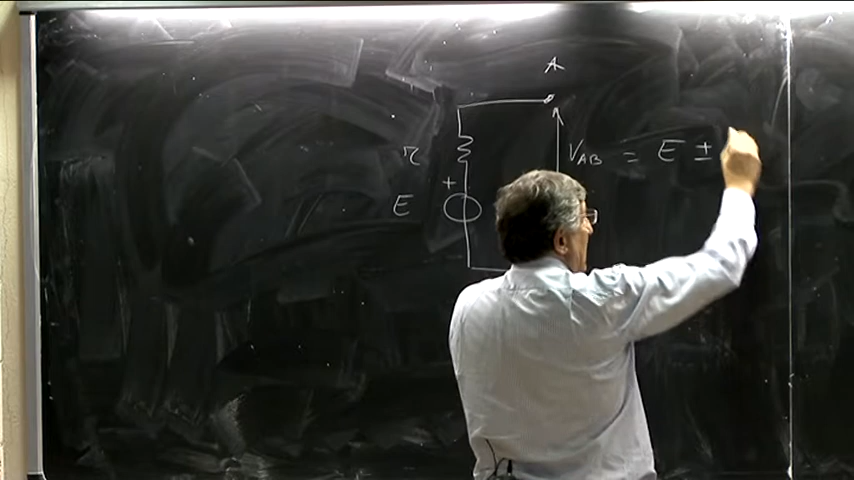 A
r
V_AB = E ±
+
E